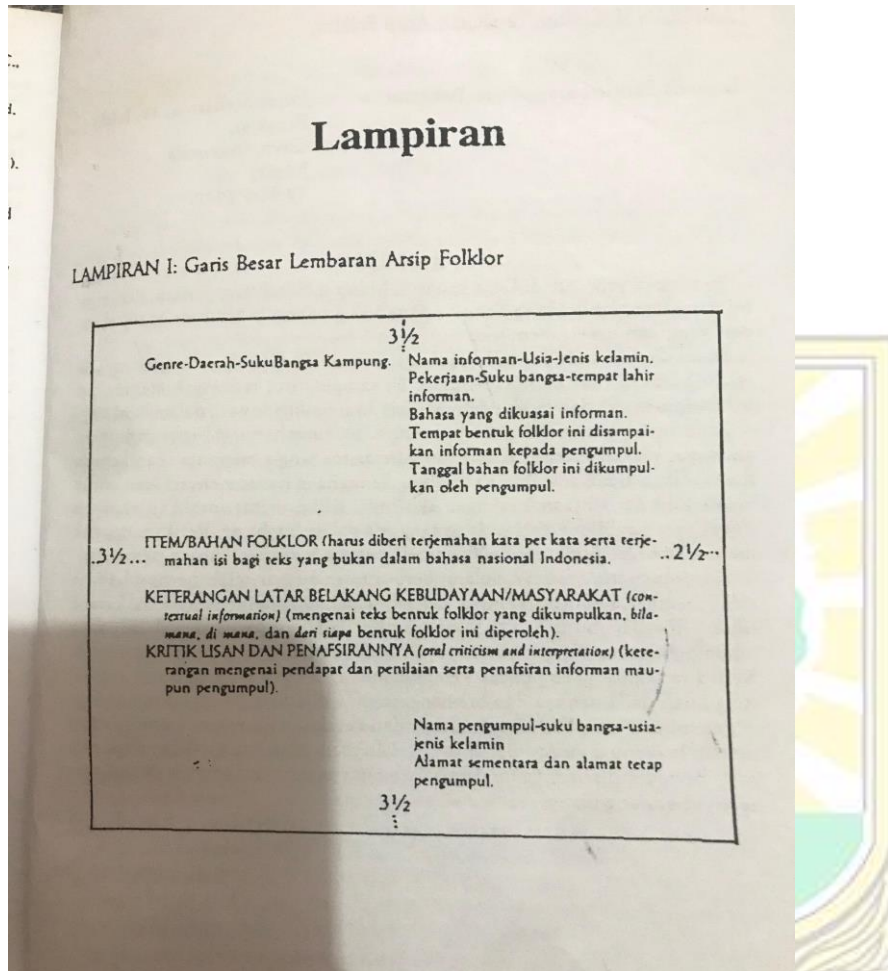 Lampiran
LAMPIRAN I: Garis Besar Lembaran Arsip Folklor
3½
Genre-Daerah-SukuBangsa Kampung. Nama informan-Usia-Jenis kelamin.
Pekerjaan-Suku bangsa-tempat lahir
informan.
Bahasa yang dikuasai informan.
Tempat bentuk folklor ini disampai-
kan informan kepada pengumpul.
Tanggal bahan folklor ini dikumpul-
kan oleh pengumpul.
ITEM/BAHAN FOLKLOR (harus diberi terjemahan kata per kata serta terje-
.3½... mahan isi bagi teks yang bukan dalam bahasa nasional Indonesia. ..2½...
KETERANGAN LATAR BELAKANG KEBUDAYAAN/MASYARAKAT (con-
textual information) (mengenai teks bentuk folklor yang dikumpulkan, bila-
mana, di mana, dan dari siapa bentuk folklor ini diperoleh).
KRITIK LISAN DAN PENAFSIRANNYA (oral criticism and interpretation) (kete-
rangan mengenai pendapat dan penilaian serta penafsiran informan mau-
pun pengumpul).
Nama pengumpul-suku bangsa-usia-
jenis kelamin
Alamat sementara dan alamat tetap
pengumpul.
3½